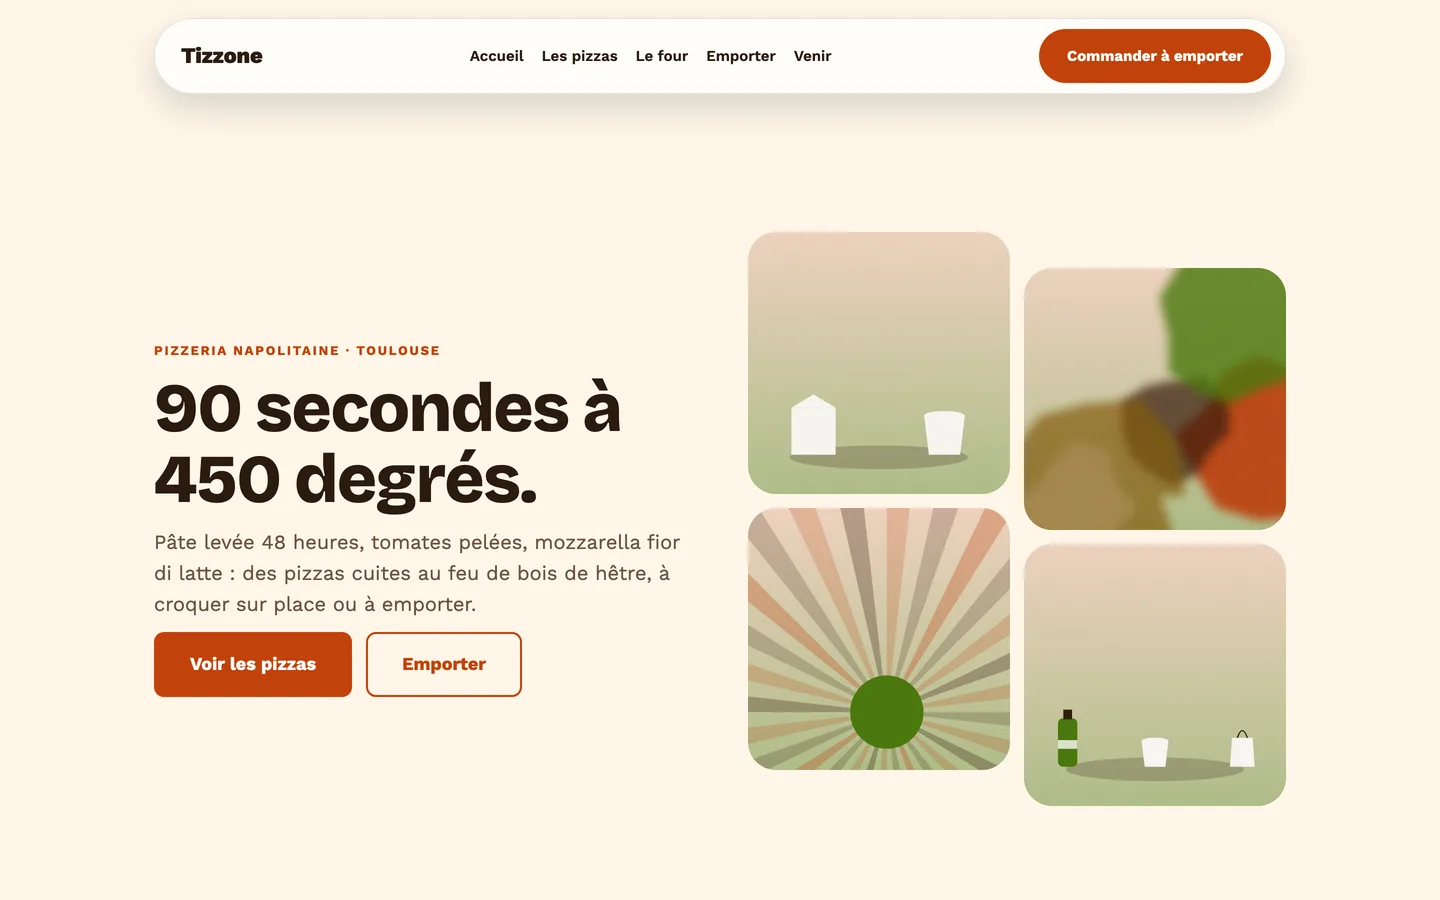 Tizzone
Accueil Les pizzas Le four Emporter Venir
Commander à emporter
PIZZERIA NAPOLITAINE · TOULOUSE
90 secondes à
450 degrés.
Pâte levée 48 heures, tomates pelées, mozzarella fior
di latte : des pizzas cuites au feu de bois de hêtre, à
croquer sur place ou à emporter.
Voir les pizzas
Emporter